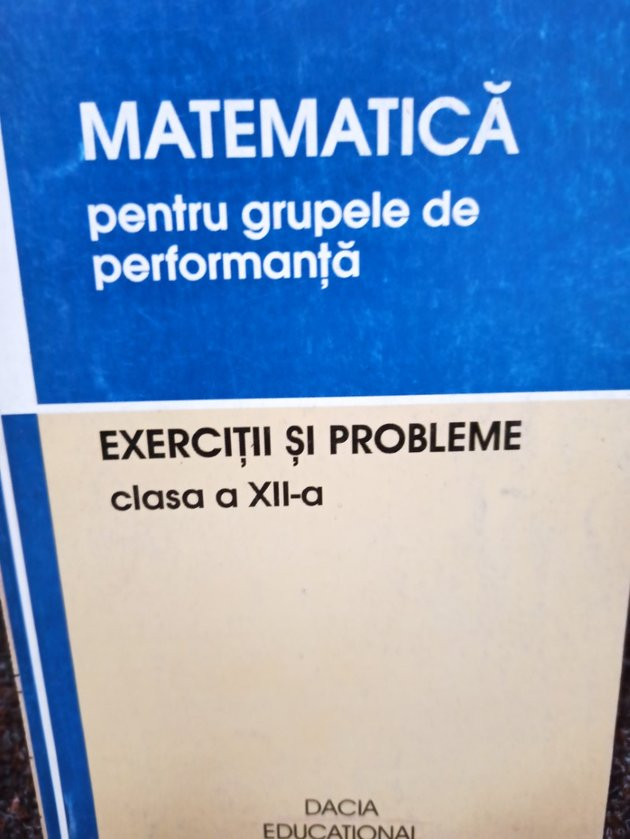 MATEMATICĂ
pentru grupele de
performanță
EXERCIȚII ȘI PROBLEME
clasa a XII-a
DACIA
EDUCAȚIONAL